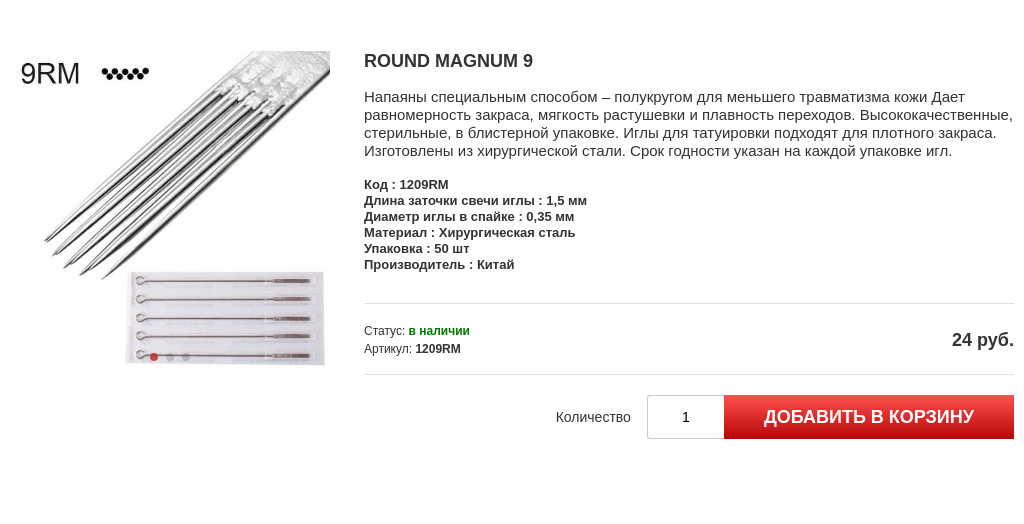 9RM
ROUND MAGNUM 9
Напаяны специальным способом – полукругом для меньшего травматизма кожи Дает
равномерность закраса, мягкость растушевки и плавность переходов. Высококачественные,
стерильные, в блистерной упаковке. Иглы для татуировки подходят для плотного закраса.
Изготовлены из хирургической стали. Срок годности указан на каждой упаковке игл.
Код : 1209RM
Длина заточки свечи иглы : 1,5 мм
Диаметр иглы в спайке : 0,35 мм
Материал : Хирургическая сталь
Упаковка : 50 шт
Производитель : Китай
Статус: в наличии
Артикул: 1209RM
24 руб.
Количество 1 ДОБАВИТЬ В КОРЗИНУ